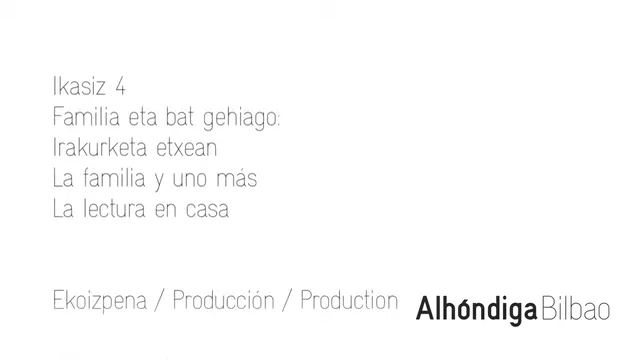 Ikasiz 4
Familia eta bat gehiago:
Irakurketa etxean
La familia y uno más
La lectura en casa
Ekoizpena / Producción / Production AlhóndigaBilbao